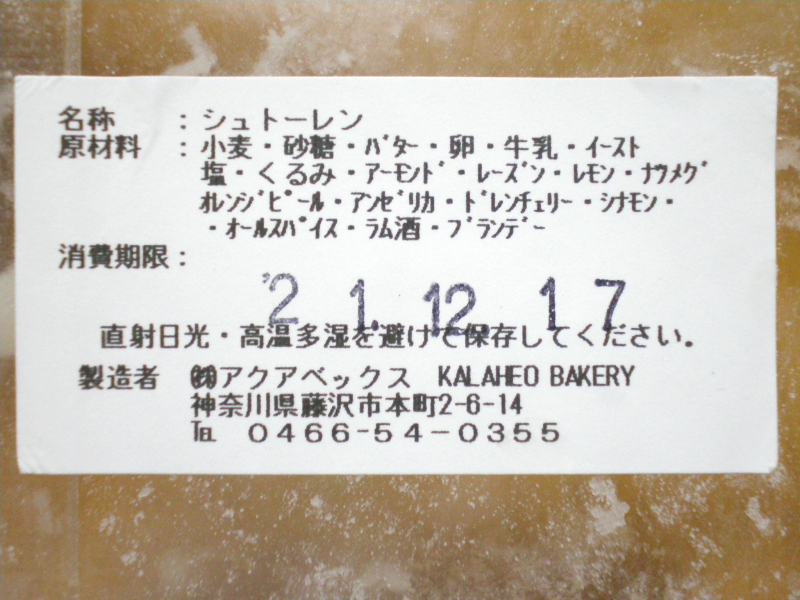 名称　　：シュトーレン
原材料　：小麦・砂糖・ﾊﾞﾀｰ・卵・牛乳・ｲｰｽﾄ
塩・くるみ・ｱｰﾓﾝﾄﾞ・ﾚｰｽﾞﾝ・ﾚﾓﾝ・ﾅﾂﾒｸﾞ
ｵﾚﾝｼﾞﾋﾟｰﾙ・ｱﾝｾﾞﾘｶ・ﾄﾞﾚﾝﾁｪﾘｰ・ｼﾅﾓﾝ・
・ｵｰﾙｽﾊﾟｲｽ・ﾗﾑ酒・ﾌﾞﾗﾝﾃﾞｰ
消費期限：
'21.12.17
直射日光・高温多湿を避けて保存してください。
製造者　㈱アクアベックス　KALAHEO BAKERY
神奈川県藤沢市本町2-6-14
℡　０４６６－５４－０３５５